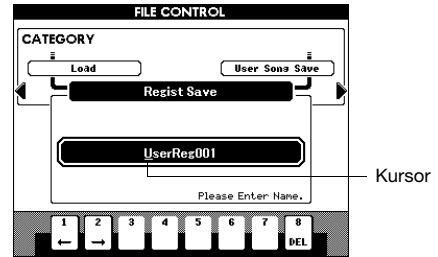 FILE CONTROL
CATEGORY
Load
User Song Save
Regist Save
UserReg001
Kursor
Please Enter Name.
1 2 3 4 5 6 7 8
← → DEL